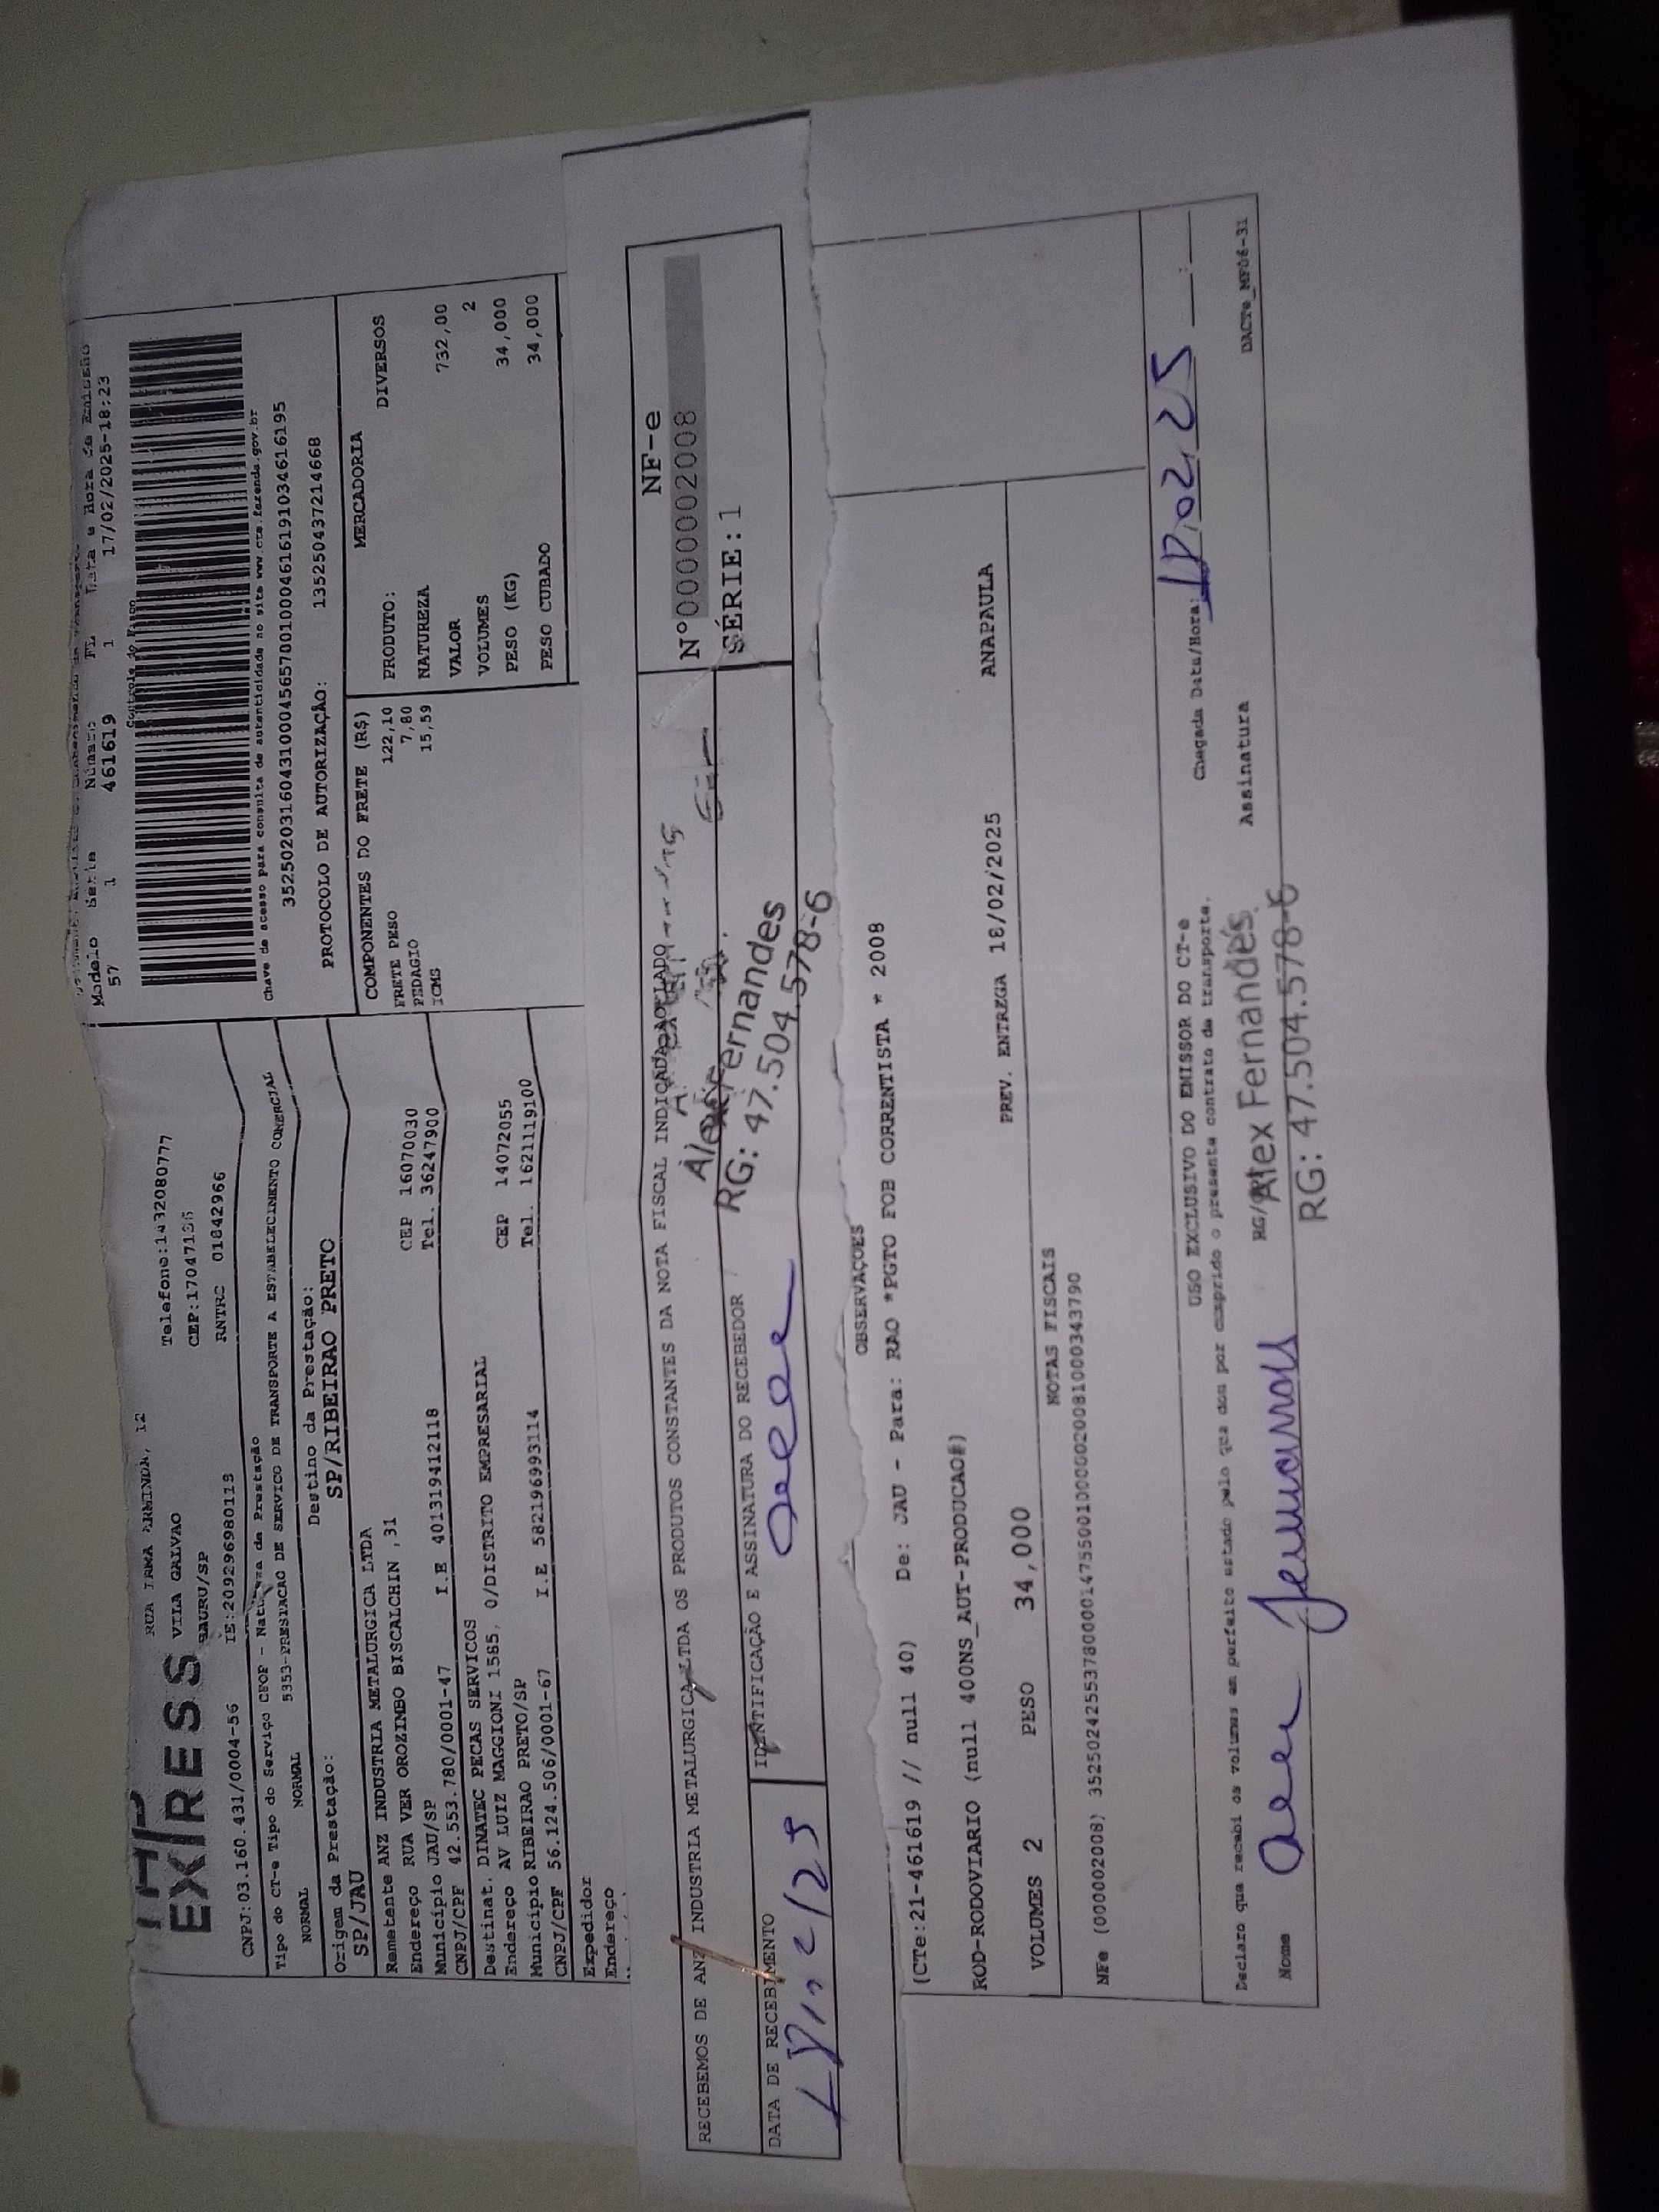 EXPRESS
RUA IRMA ARMINDA, 12
VILA GALVAO
BAURU/SP
Telefone:1432080777
CEP:17047135
CNPJ:03.160.431/0004-56 IE:209296980119 RNTRC 01842966
Tipo do CT-e Tipo do Serviço CFOP - Natureza da Prestação
NORMAL NORMAL 5353-PRESTACAO DE SERVICO DE TRANSPORTE A ESTABELECIMENTO COMERCIAL
Origem da Prestação: Destino da Prestação:
SP/JAU SP/RIBEIRAO PRETO
Remetente ANZ INDUSTRIA METALURGICA LTDA
Endereço RUA VER OROZIMBO BISCALCHIN ,31 CEP 16070030
Município JAU/SP Tel. 36247900
CNPJ/CPF 42.553.780/0001-47 I.E 401319412118
Destinat. DINATEC PECAS SERVICOS
Endereço AV LUIZ MAGGIONI 1585, 0/DISTRITO EMPRESARIAL CEP 14072055
Município RIBEIRAO PRETO/SP Tel. 1621119100
CNPJ/CPF 56.124.506/0001-67 I.E 582196993114
Expedidor
Endereço
Modelo Serie Número FL Data e Hora de Emissão
57 1 461619 1 17/02/2025-18:23
Controle do Fisco
Chave de acesso para consulta de autenticidade no site www.cte.fazenda.gov.br
35250203160431000456570010004616191034616195
PROTOCOLO DE AUTORIZAÇÃO: 135250437214668
COMPONENTES DO FRETE (R$)
FRETE PESO 122,10
PEDAGIO 7,80
ICMS 15,59
MERCADORIA
PRODUTO: DIVERSOS
NATUREZA
VALOR 732,00
VOLUMES 2
PESO (KG) 34,000
PESO CUBADO 34,000
RECEBEMOS DE ANZ INDUSTRIA METALURGICA LTDA OS PRODUTOS CONSTANTES DA NOTA FISCAL INDICADA AO LADO
DATA DE RECEBIMENTO IDENTIFICAÇÃO E ASSINATURA DO RECEBEDOR
Alex Fernandes
RG: 47.504.578-6
NF-e
N°0000002008
SÉRIE: 1
OBSERVAÇOES
(CTe:21-461619 // null 40) De: JAU - Para: RAO *PGTO FOB CORRENTISTA * 2008
ROD-RODOVIARIO (null 400NS_AUT-PRODUCAO#)
VOLUMES 2 PESO 34,000 PREV. ENTREGA 18/02/2025 ANAPAULA
NOTAS FISCAIS
NFe (000002008) 35250242553780000147550010000020081000343790
USO EXCLUSIVO DO EMISSOR DO CT-e
Declaro que recebi os volumes em perfeito estado pelo que dou por cumprido o presente contrato de transporte.
Chegada Data/Hora:
Nome RG/ Assinatura
Alex Fernandes
RG: 47.504.578-6
DACTe_MF06-31